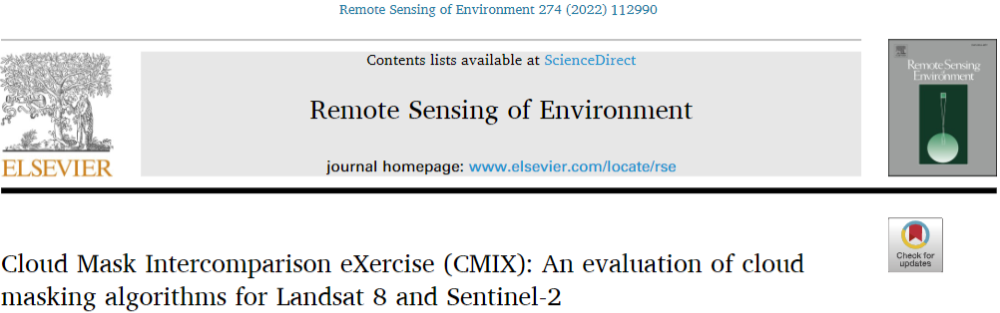 Remote Sensing of Environment 274 (2022) 112990
Contents lists available at ScienceDirect
Remote Sensing of Environment
journal homepage: www.elsevier.com/locate/rse
ELSEVIER
Remote Sensing
Environment
Check for
updates
Cloud Mask Intercomparison eXercise (CMIX): An evaluation of cloud
masking algorithms for Landsat 8 and Sentinel-2